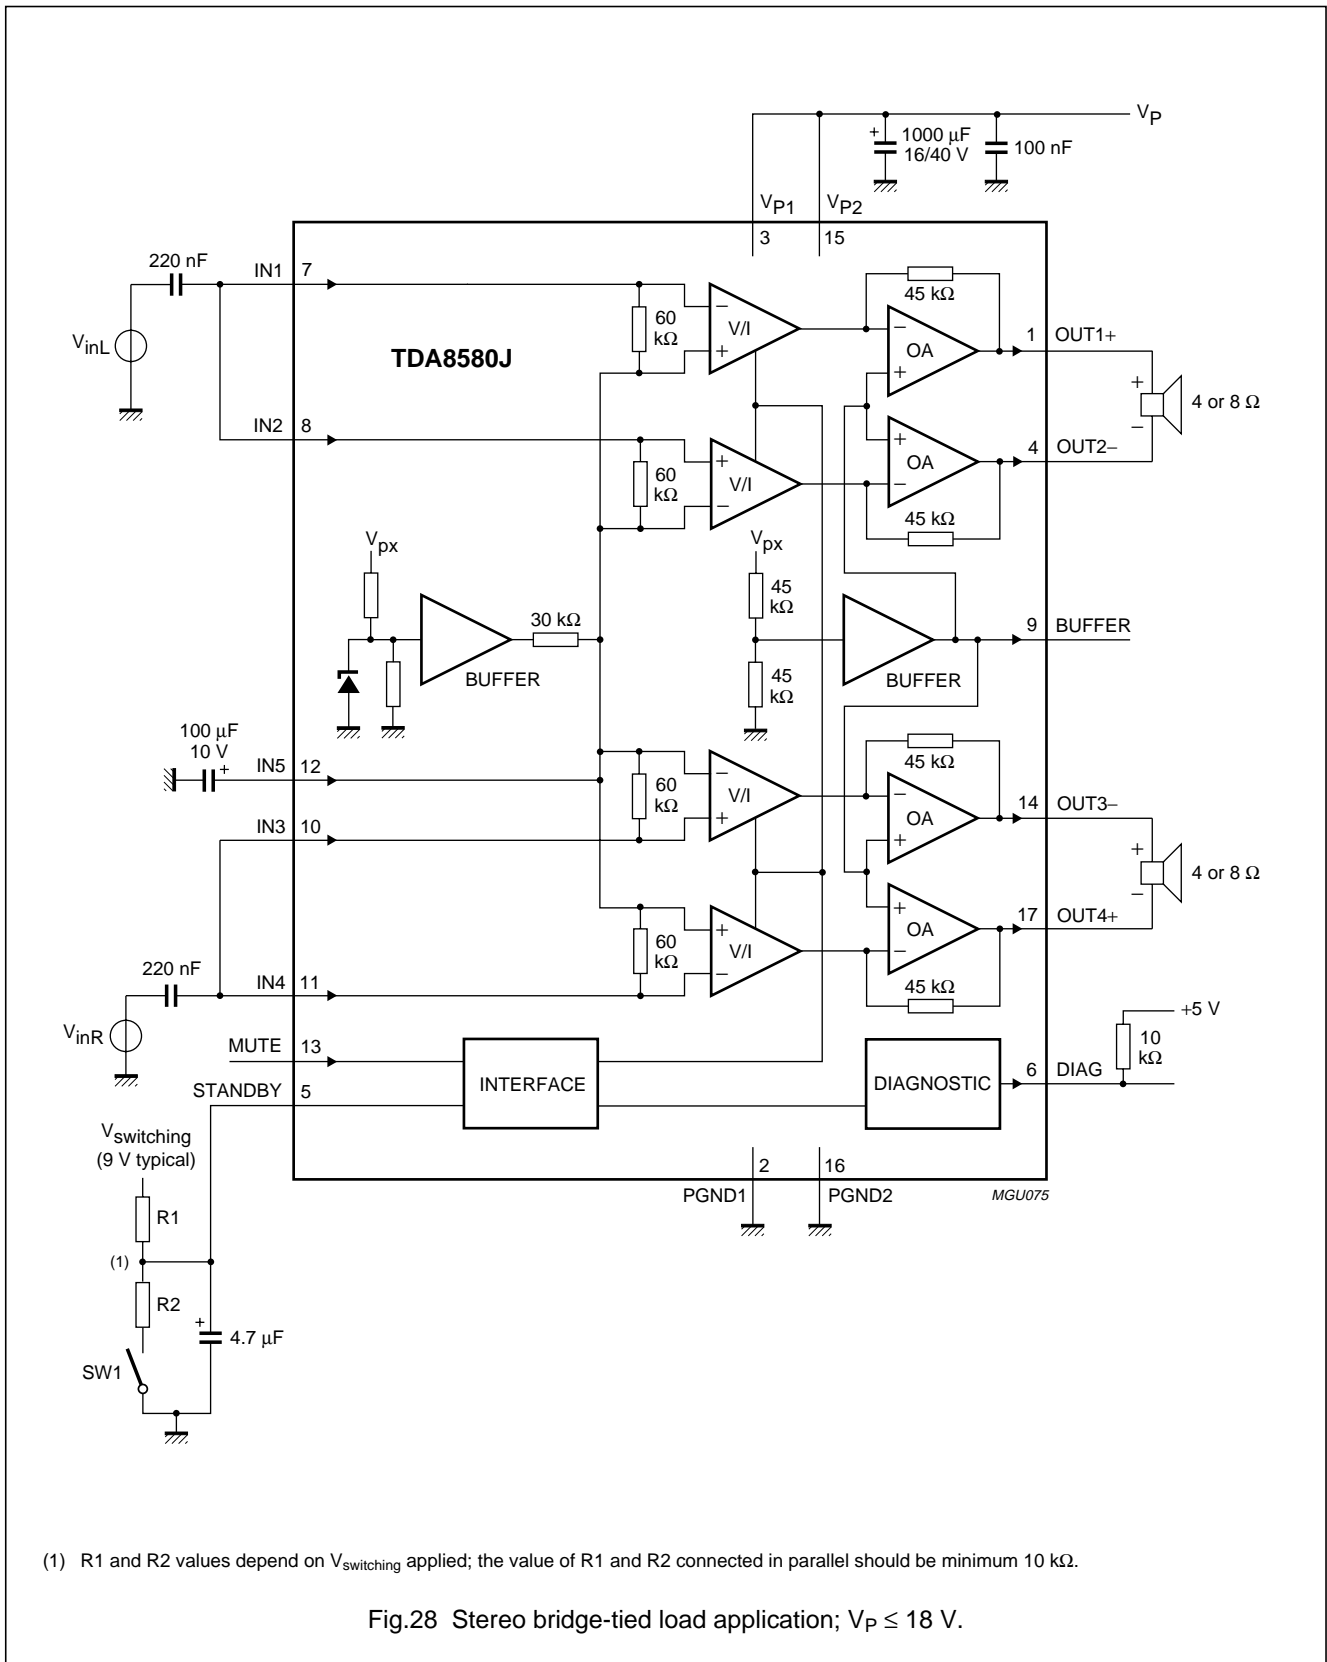 V_P
+ 1000 μF
16/40 V
100 nF
V_P1
V_P2
3
15
220 nF
IN1
7
V_inL
TDA8580J
60
kΩ
−
+
V/I
45 kΩ
−
+
OA
1
OUT1+
+
−
4 or 8 Ω
IN2
8
60
kΩ
+
−
V/I
+
−
OA
4
OUT2−
45 kΩ
V_px
BUFFER
30 kΩ
V_px
45
kΩ
45
kΩ
BUFFER
9
BUFFER
100 μF
10 V
+
IN5
12
60
kΩ
−
+
V/I
45 kΩ
−
+
OA
14
OUT3−
+
−
4 or 8 Ω
IN3
10
60
kΩ
+
−
V/I
+
−
OA
17
OUT4+
45 kΩ
220 nF
IN4
11
V_inR
MUTE
13
STANDBY
5
INTERFACE
DIAGNOSTIC
+5 V
10
kΩ
6
DIAG
V_switching
(9 V typical)
R1
(1)
R2
+
4.7 μF
SW1
2
16
PGND1
PGND2
MGU075
(1) R1 and R2 values depend on V_switching applied; the value of R1 and R2 connected in parallel should be minimum 10 kΩ.
Fig.28 Stereo bridge-tied load application; V_P ≤ 18 V.